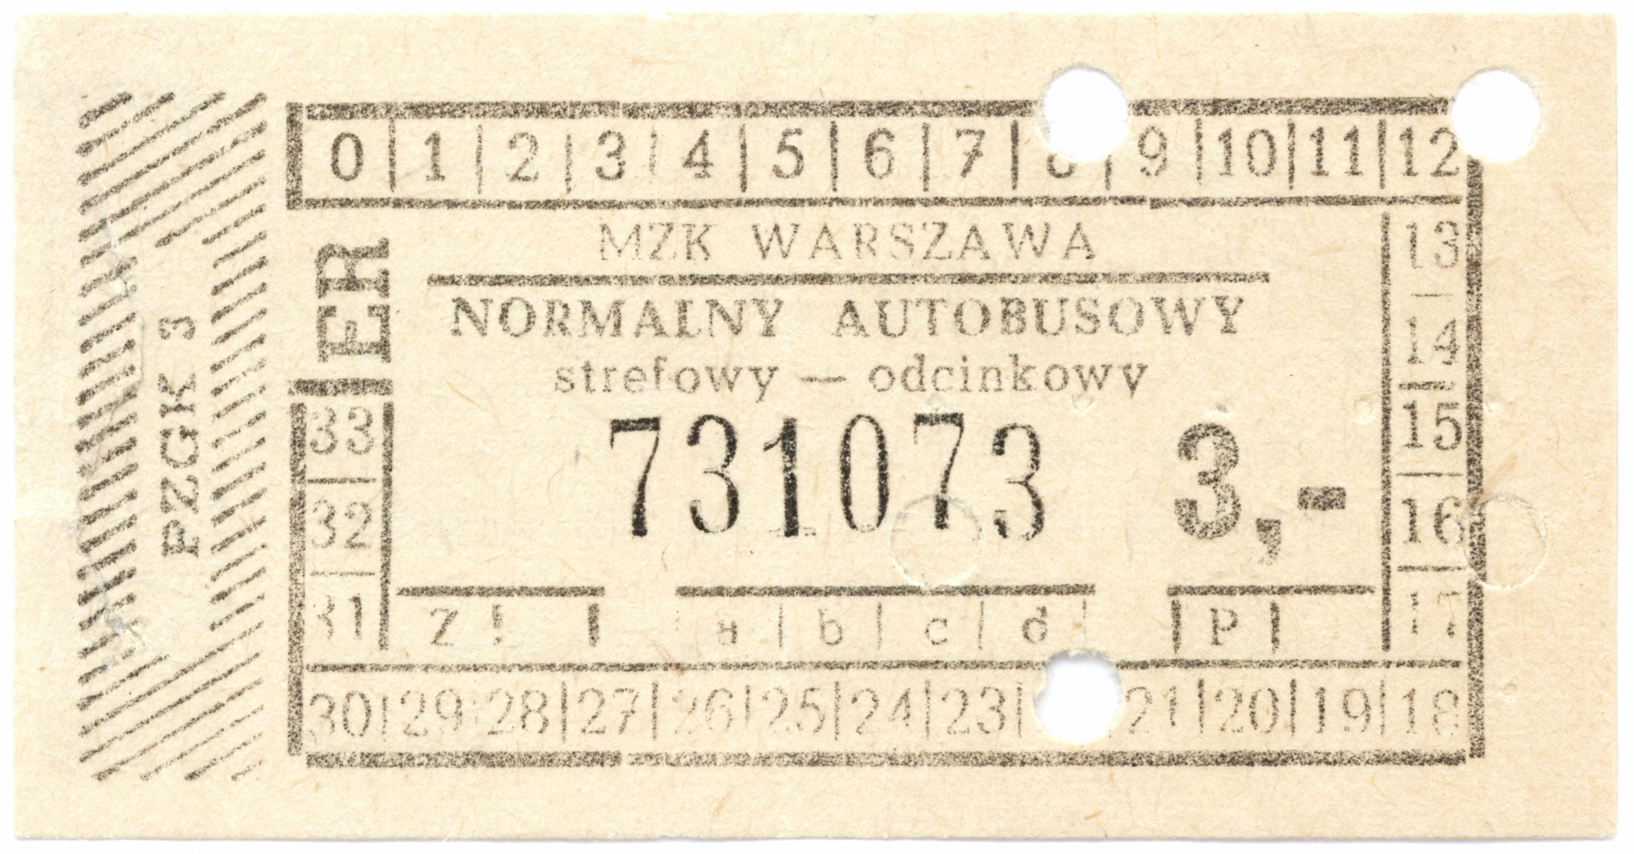 0 1 2 3 4 5 6 7 8 9 10 11 12
MZK WARSZAWA
NORMALNY AUTOBUSOWY
strefowy — odcinkowy
731073 3,-
Z! a b c d P
30 29 28 27 26 25 24 23 21 20 19 18
13
14
15
16
17
ER
33
32
31
PZGK 3